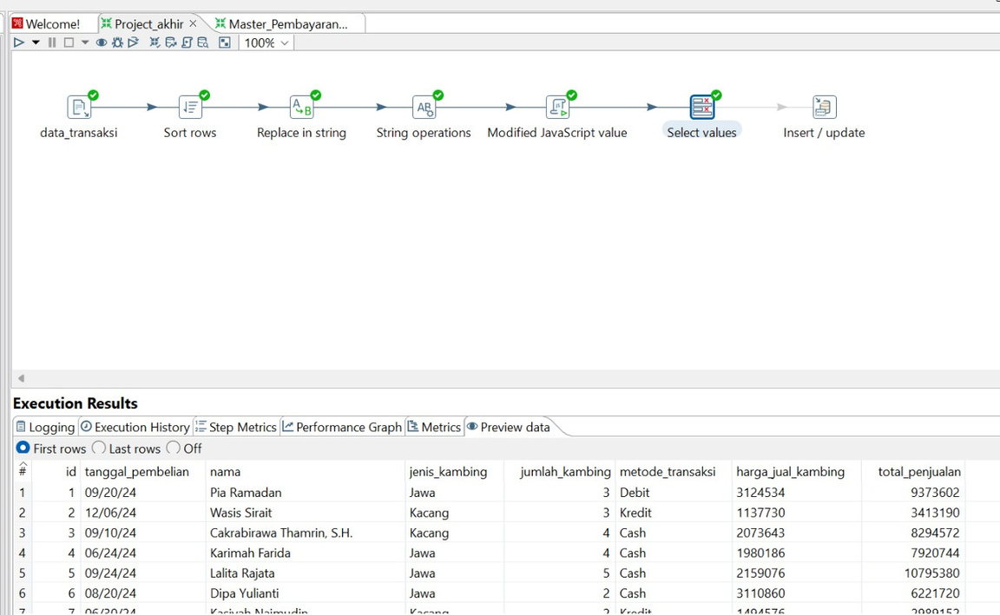 Welcome! Project_akhir Master_Pembayaran...
100%
data_transaksi Sort rows Replace in string String operations Modified JavaScript value Select values Insert / update
Execution Results
Logging Execution History Step Metrics Performance Graph Metrics Preview data
First rows Last rows Off
# id tanggal_pembelian nama jenis_kambing jumlah_kambing metode_transaksi harga_jual_kambing total_penjualan
1 1 09/20/24 Pia Ramadan Jawa 3 Debit 3124534 9373602
2 2 12/06/24 Wasis Sirait Kacang 3 Kredit 1137730 3413190
3 3 09/10/24 Cakrabirawa Thamrin, S.H. Kacang 4 Cash 2073643 8294572
4 4 06/24/24 Karimah Farida Jawa 4 Cash 1980186 7920744
5 5 09/24/24 Lalita Rajata Jawa 5 Cash 2159076 10795380
6 6 08/20/24 Dipa Yulianti Jawa 2 Cash 3110860 6221720
7 7 06/30/24 Kasiyah Najmudin Kacang 2 Kredit 1494576 2989152